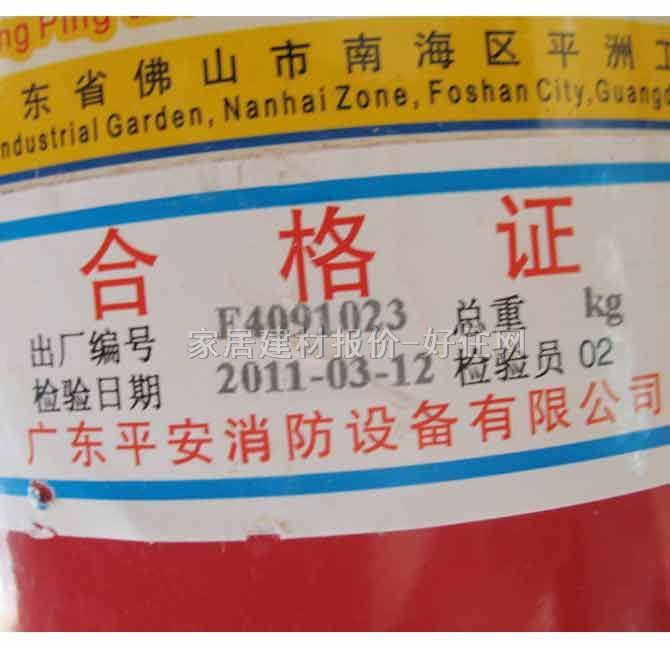 ng Ping
东省佛山市南海区平洲工
ndustrial Garden, Nanhai Zone, Foshan City, Guangd
合格证
出厂编号 F4091023 总重 kg
检验日期 2011-03-12 检验员 02
家居建材报价-好任网
广东平安消防设备有限公司